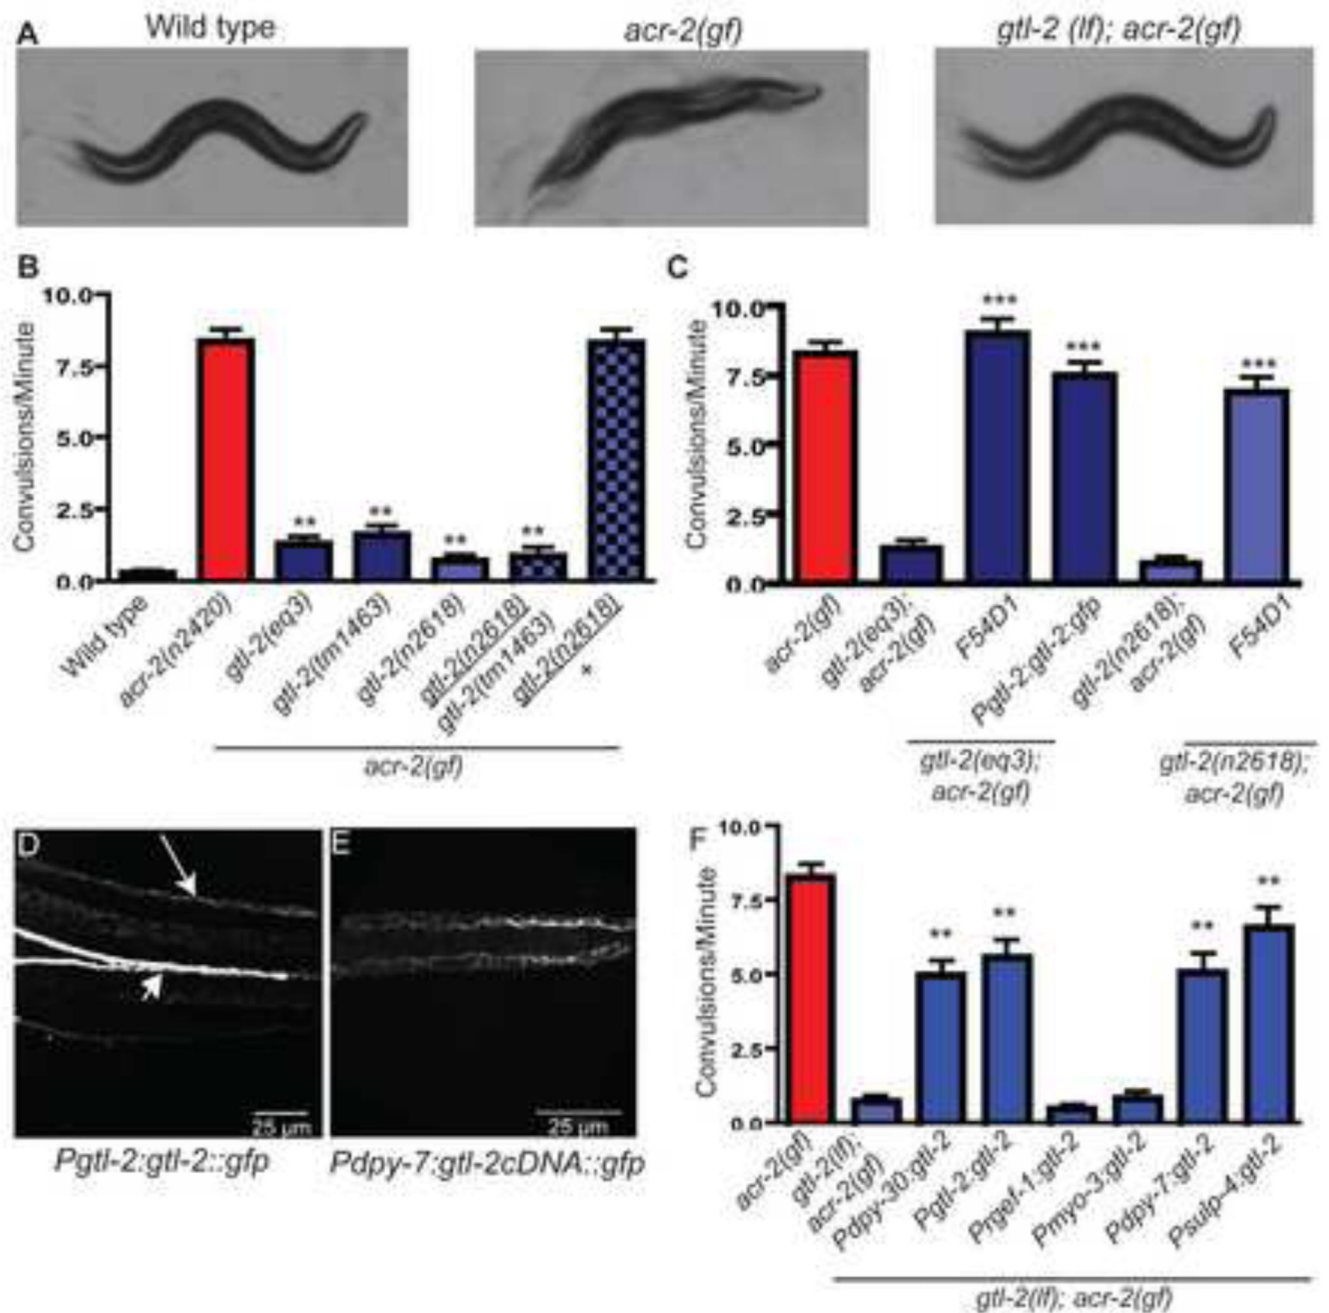 A
Wild type
acr-2(gf)
gtl-2 (lf); acr-2(gf)
B
Convulsions/Minute
10.0
7.5
5.0
2.5
0.0
**
**
**
**
Wild type
acr-2(n2420)
gtl-2(eq3)
gtl-2(tm1463)
gtl-2(n2618)
gtl-2(n2618)
gtl-2(tm1463)
gtl-2(n2618)
+
acr-2(gf)
C
Convulsions/Minute
10.0
7.5
5.0
2.5
0.0
***
***
***
acr-2(gf)
gtl-2(eq3);
acr-2(gf)
F54D1
Pgtl-2:gtl-2:gfp
gtl-2(n2618);
acr-2(gf)
F54D1
gtl-2(eq3);
acr-2(gf)
gtl-2(n2618);
acr-2(gf)
D
25 µm
Pgtl-2:gtl-2::gfp
E
25 µm
Pdpy-7:gtl-2cDNA::gfp
F
Convulsions/Minute
10.0
7.5
5.0
2.5
0.0
**
**
**
**
acr-2(gf)
gtl-2(lf);
acr-2(gf)
Pdpy-30:gtl-2
Pgtl-2:gtl-2
Prgef-1:gtl-2
Pmyo-3:gtl-2
Pdpy-7:gtl-2
Psulp-4:gtl-2
gtl-2(lf); acr-2(gf)